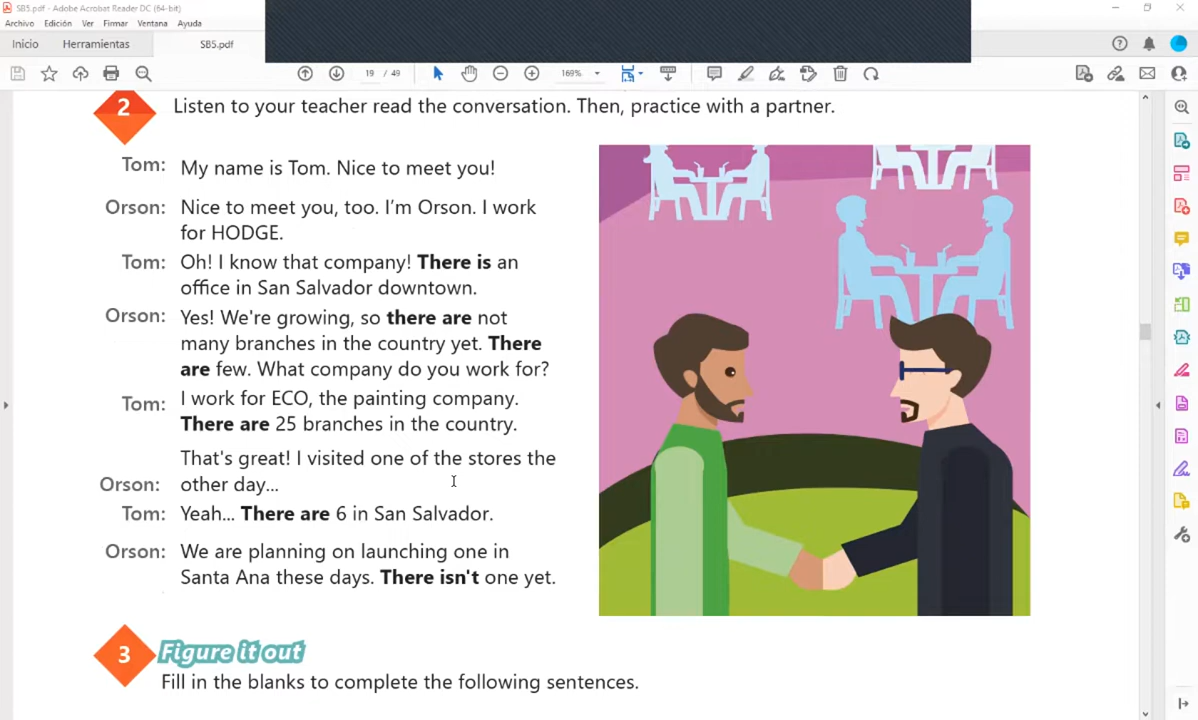 SB5.pdf - Adobe Acrobat Reader DC (64-bit)
Archivo Edición Ver Firmar Ventana Ayuda
Inicio Herramientas SB5.pdf
19 / 49 169%
2 Listen to your teacher read the conversation. Then, practice with a partner.
Tom: My name is Tom. Nice to meet you!
Orson: Nice to meet you, too. I'm Orson. I work
for HODGE.
Tom: Oh! I know that company! There is an
office in San Salvador downtown.
Orson: Yes! We're growing, so there are not
many branches in the country yet. There
are few. What company do you work for?
Tom: I work for ECO, the painting company.
There are 25 branches in the country.
That's great! I visited one of the stores the
Orson: other day...
Tom: Yeah... There are 6 in San Salvador.
Orson: We are planning on launching one in
Santa Ana these days. There isn't one yet.
3 Figure it out
Fill in the blanks to complete the following sentences.